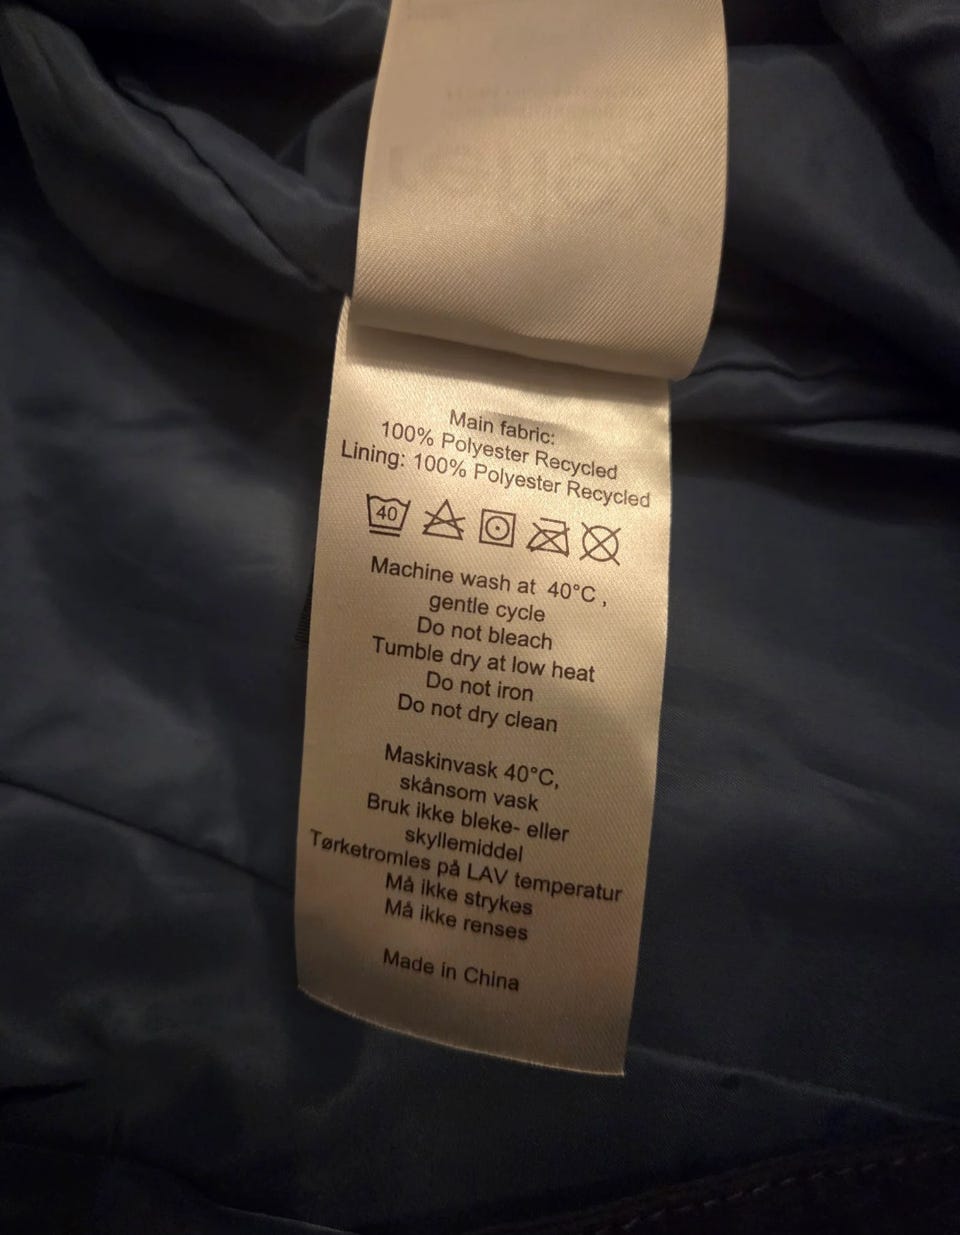 Main fabric:
100% Polyester Recycled
Lining: 100% Polyester Recycled
40
Machine wash at 40°C ,
gentle cycle
Do not bleach
Tumble dry at low heat
Do not iron
Do not dry clean
Maskinvask 40°C,
skånsom vask
Bruk ikke bleke- eller
skyllemiddel
Tørketromles på LAV temperatur
Må ikke strykes
Må ikke renses
Made in China